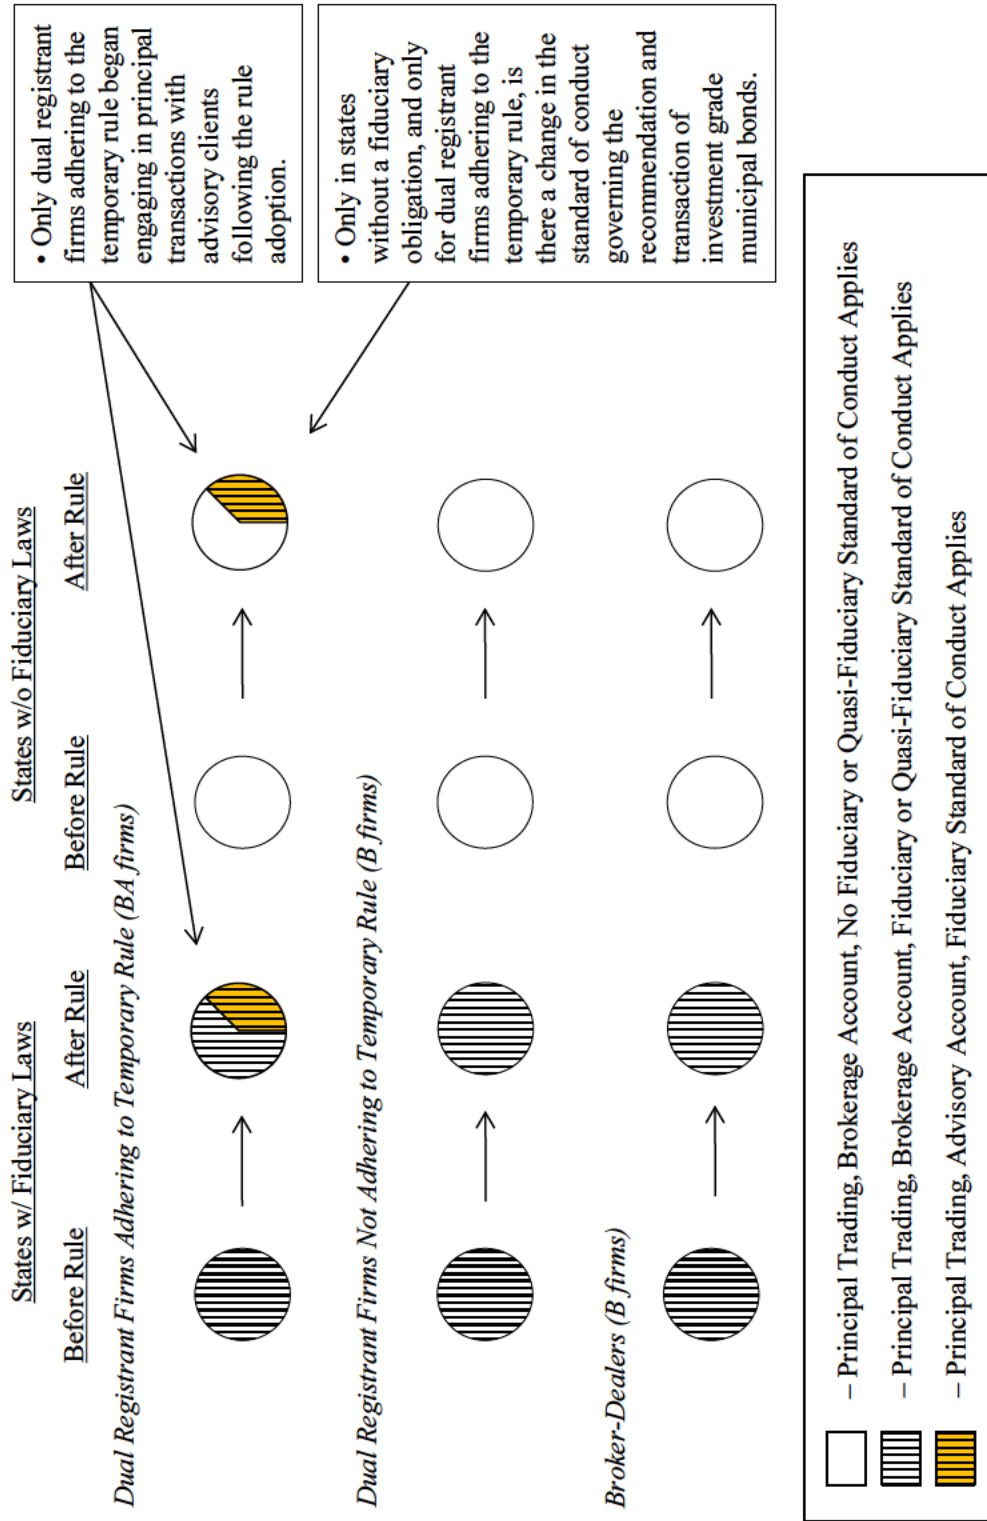 States w/ Fiduciary Laws
States w/o Fiduciary Laws
Before Rule
After Rule
Before Rule
After Rule
Dual Registrant Firms Adhering to Temporary Rule (BA firms)
Dual Registrant Firms Not Adhering to Temporary Rule (B firms)
Broker-Dealers (B firms)
• Only dual registrant
firms adhering to the
temporary rule began
engaging in principal
transactions with
advisory clients
following the rule
adoption.
• Only in states
without a fiduciary
obligation, and only
for dual registrant
firms adhering to the
temporary rule, is
there a change in the
standard of conduct
governing the
recommendation and
transaction of
investment grade
municipal bonds.
– Principal Trading, Brokerage Account, No Fiduciary or Quasi-Fiduciary Standard of Conduct Applies
– Principal Trading, Brokerage Account, Fiduciary or Quasi-Fiduciary Standard of Conduct Applies
– Principal Trading, Advisory Account, Fiduciary Standard of Conduct Applies